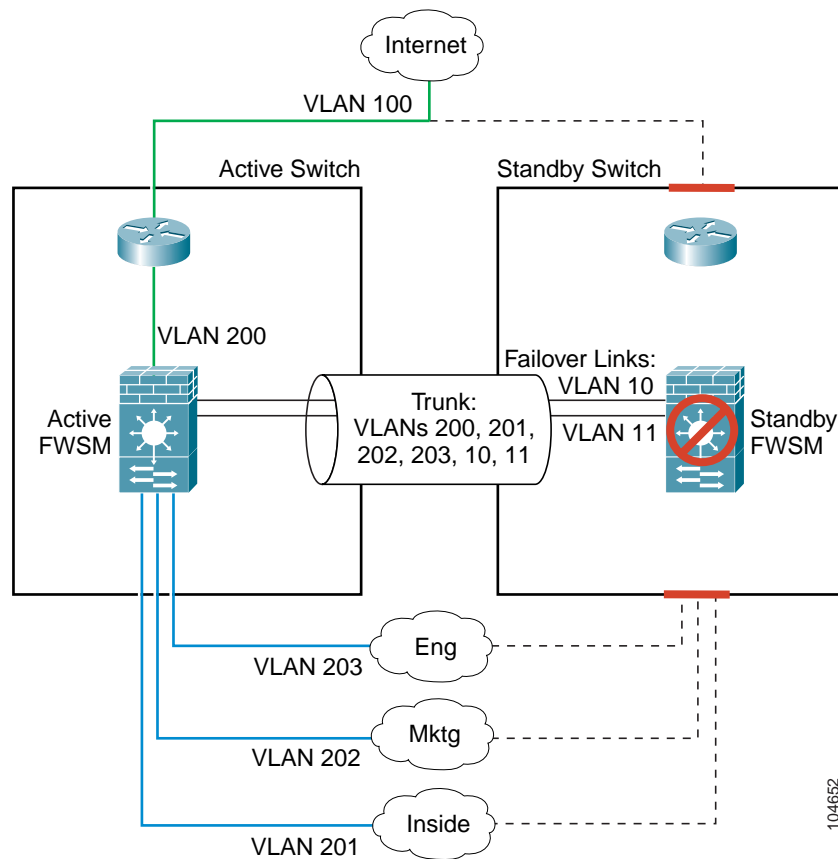 Internet
VLAN 100
Active Switch
Standby Switch
VLAN 200
Failover Links:
VLAN 10
VLAN 11
Active
FWSM
Trunk:
VLANs 200, 201,
202, 203, 10, 11
Standby
FWSM
Eng
VLAN 203
Mktg
VLAN 202
Inside
VLAN 201
104652